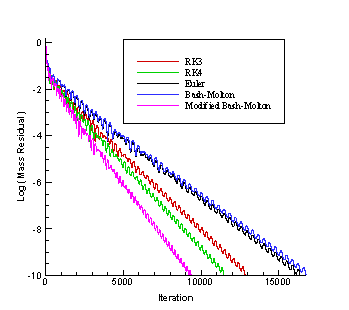 0
RK3
RK4
Euler
Bash-Molton
Modified Bash-Molton
-2
-4
-6
-8
-10
Log (Mass Residual)
0
5000
10000
15000
Iteration